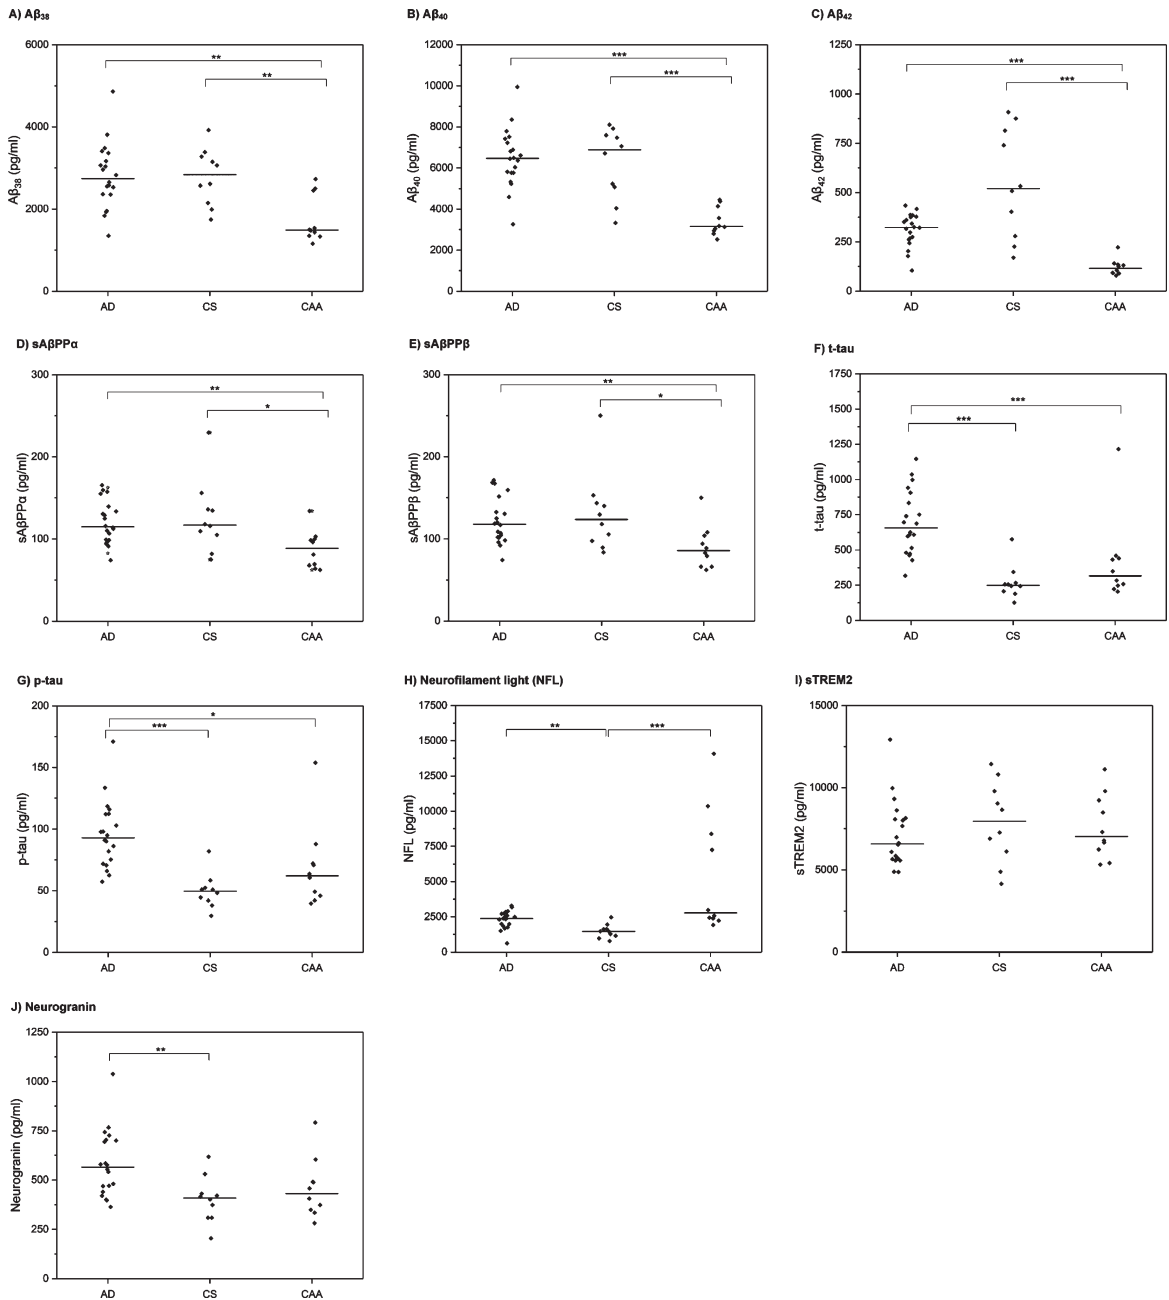 A) Aβ₃₈
B) Aβ₄₀
C) Aβ₄₂
6000
4000
2000
0
Aβ₃₈ (pg/ml)
**
**
AD CS CAA
12000
10000
8000
6000
4000
2000
0
Aβ₄₀ (pg/ml)
***
***
AD CS CAA
1250
1000
750
500
250
0
Aβ₄₂ (pg/ml)
***
***
AD CS CAA
D) sAβPPα
E) sAβPPβ
F) t-tau
300
200
100
0
sAβPPα (pg/ml)
**
*
AD CS CAA
300
200
100
0
sAβPPβ (pg/ml)
**
*
AD CS CAA
1750
1500
1250
1000
750
500
250
0
t-tau (pg/ml)
***
***
AD CS CAA
G) p-tau
H) Neurofilament light (NFL)
I) sTREM2
200
150
100
50
0
p-tau (pg/ml)
*
***
AD CS CAA
17500
15000
12500
10000
7500
5000
2500
0
NFL (pg/ml)
**
***
AD CS CAA
15000
10000
5000
0
sTREM2 (pg/ml)
AD CS CAA
J) Neurogranin
1250
1000
750
500
250
0
Neurogranin (pg/ml)
**
AD CS CAA